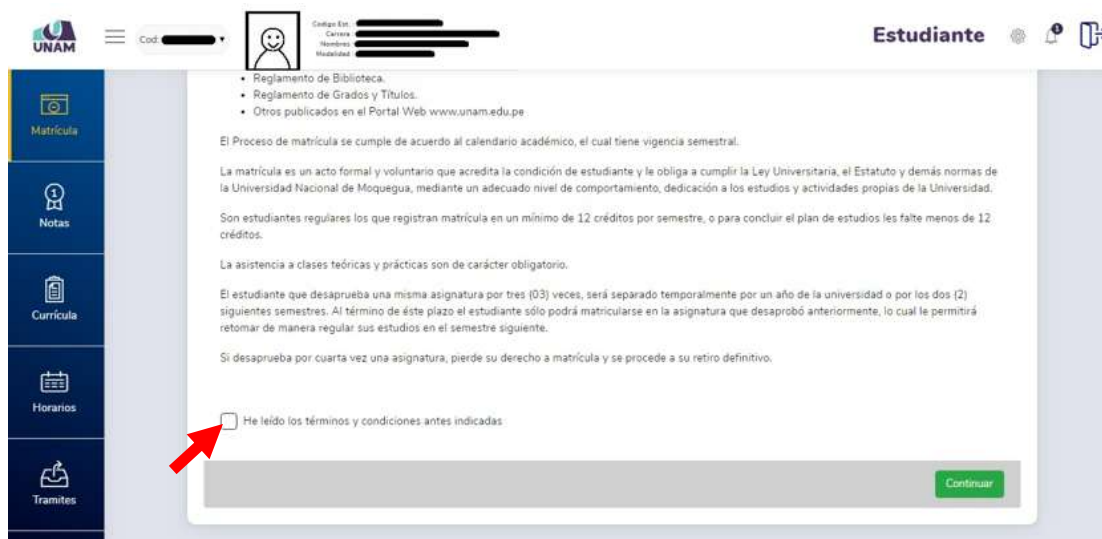 UNAM
Cod:
Codigo Est. :
Carrera :
Nombres :
Modalidad :
Estudiante
Matrícula
Notas
Currícula
Horarios
Tramites
• Reglamento de Biblioteca.
• Reglamento de Grados y Títulos.
• Otros publicados en el Portal Web www.unam.edu.pe
El Proceso de matrícula se cumple de acuerdo al calendario académico, el cual tiene vigencia semestral.
La matrícula es un acto formal y voluntario que acredita la condición de estudiante y le obliga a cumplir la Ley Universitaria, el Estatuto y demás normas de
la Universidad Nacional de Moquegua, mediante un adecuado nivel de comportamiento, dedicación a los estudios y actividades propias de la Universidad.
Son estudiantes regulares los que registran matrícula en un mínimo de 12 créditos por semestre, o para concluir el plan de estudios les falte menos de 12
créditos.
La asistencia a clases teóricas y prácticas son de carácter obligatorio.
El estudiante que desaprueba una misma asignatura por tres (03) veces, será separado temporalmente por un año de la universidad o por los dos (2)
siguientes semestres. Al término de éste plazo el estudiante sólo podrá matricularse en la asignatura que desaprobó anteriormente, lo cual le permitirá
retomar de manera regular sus estudios en el semestre siguiente.
Si desaprueba por cuarta vez una asignatura, pierde su derecho a matrícula y se procede a su retiro definitivo.
He leído los términos y condiciones antes indicadas
Continuar